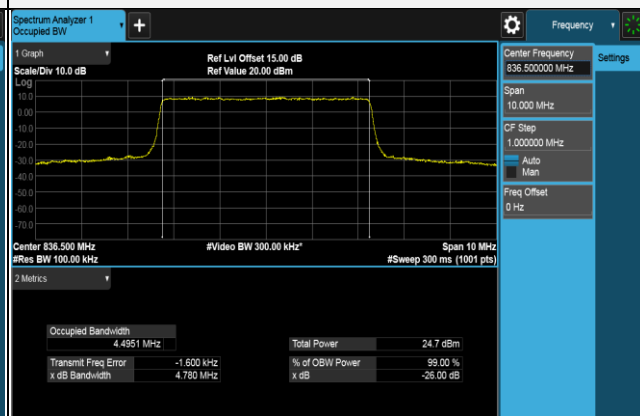 Spectrum Analyzer 1
Occupied BW
+
Frequency
1 Graph
Scale/Div 10.0 dB
Ref Lvl Offset 15.00 dB
Ref Value 20.00 dBm
Log
10.0
0.00
-10.0
-20.0
-30.0
-40.0
-50.0
-60.0
-70.0
Center 836.500 MHz
#Video BW 300.00 kHz*
Span 10 MHz
#Res BW 100.00 kHz
#Sweep 300 ms (1001 pts)
2 Metrics
Occupied Bandwidth
4.4951 MHz
Total Power 24.7 dBm
Transmit Freq Error -1.600 kHz
% of OBW Power 99.00 %
x dB Bandwidth 4.780 MHz
x dB -26.00 dB
Center Frequency
836.500000 MHz
Settings
Span
10.000 MHz
CF Step
1.000000 MHz
Auto
Man
Freq Offset
0 Hz